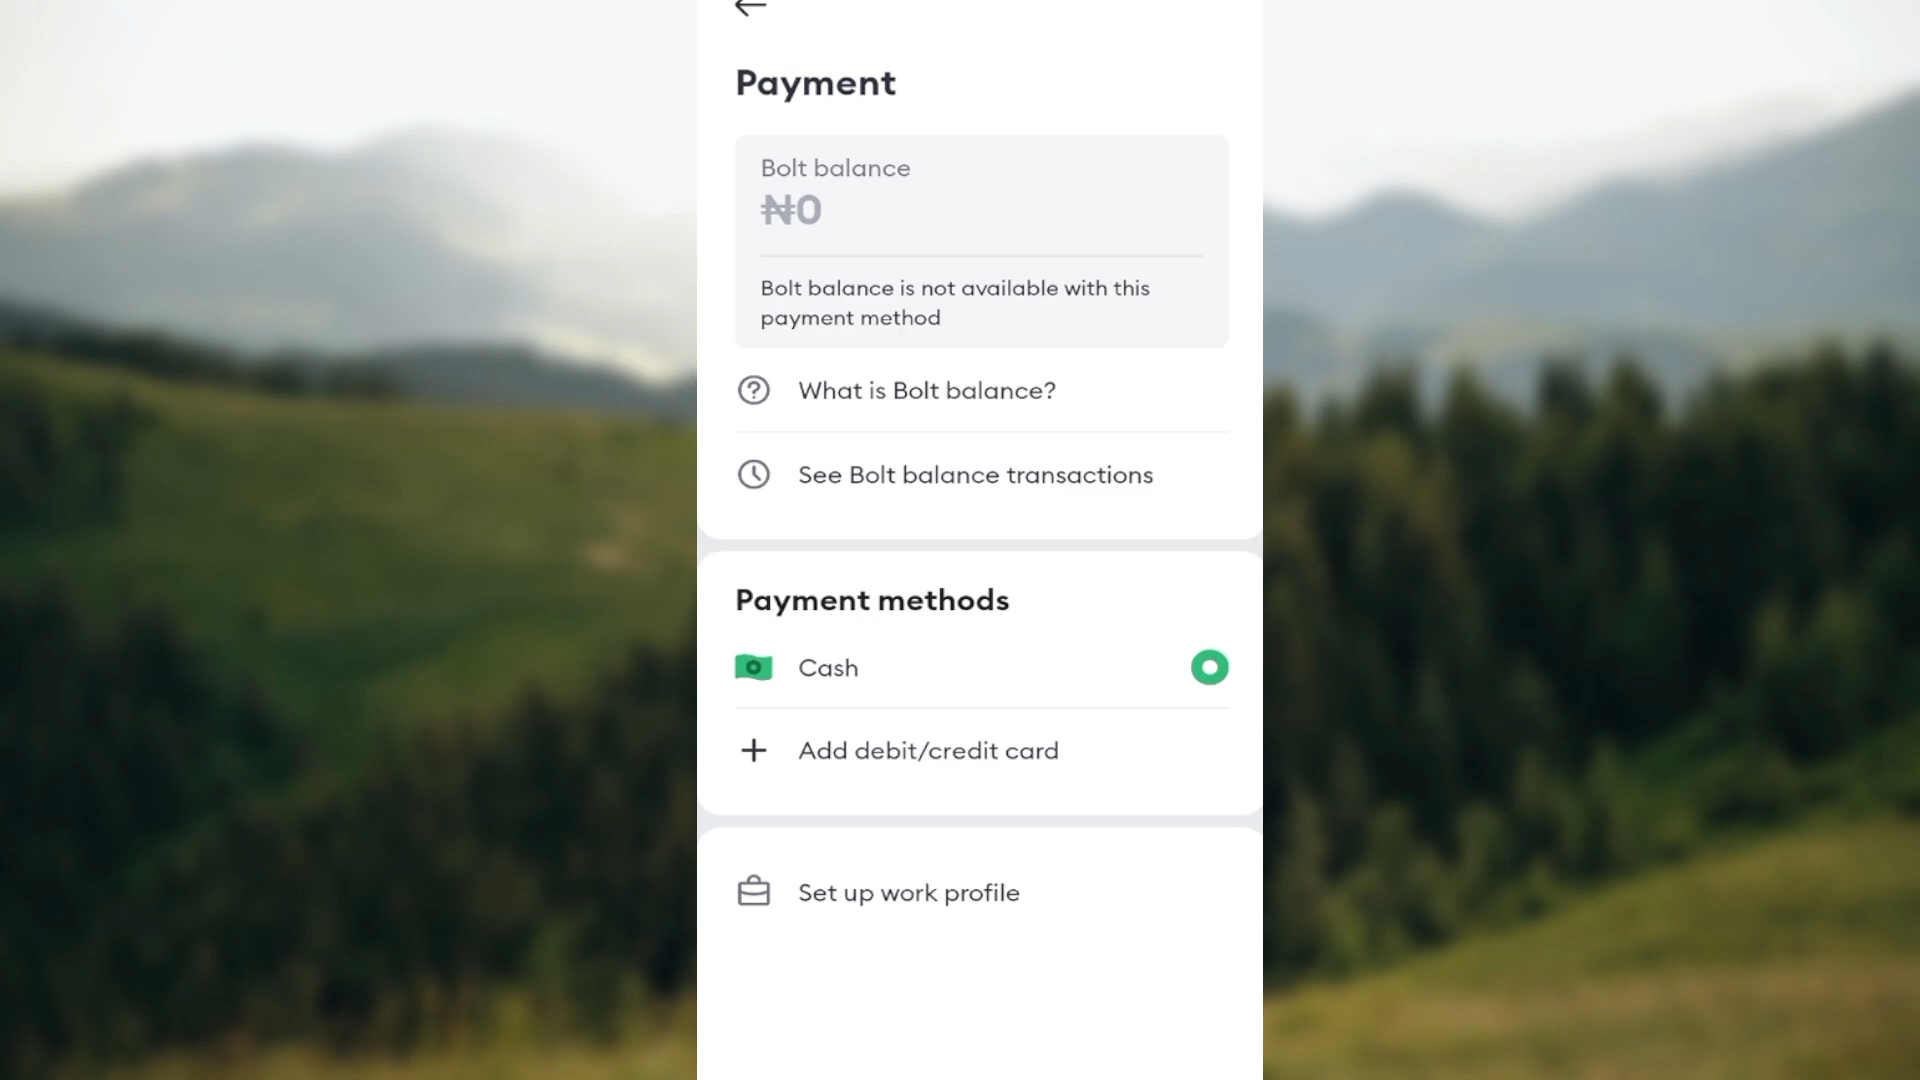 Payment
Bolt balance
₦0
Bolt balance is not available with this
payment method
What is Bolt balance?
See Bolt balance transactions
Payment methods
Cash
Add debit/credit card
Set up work profile